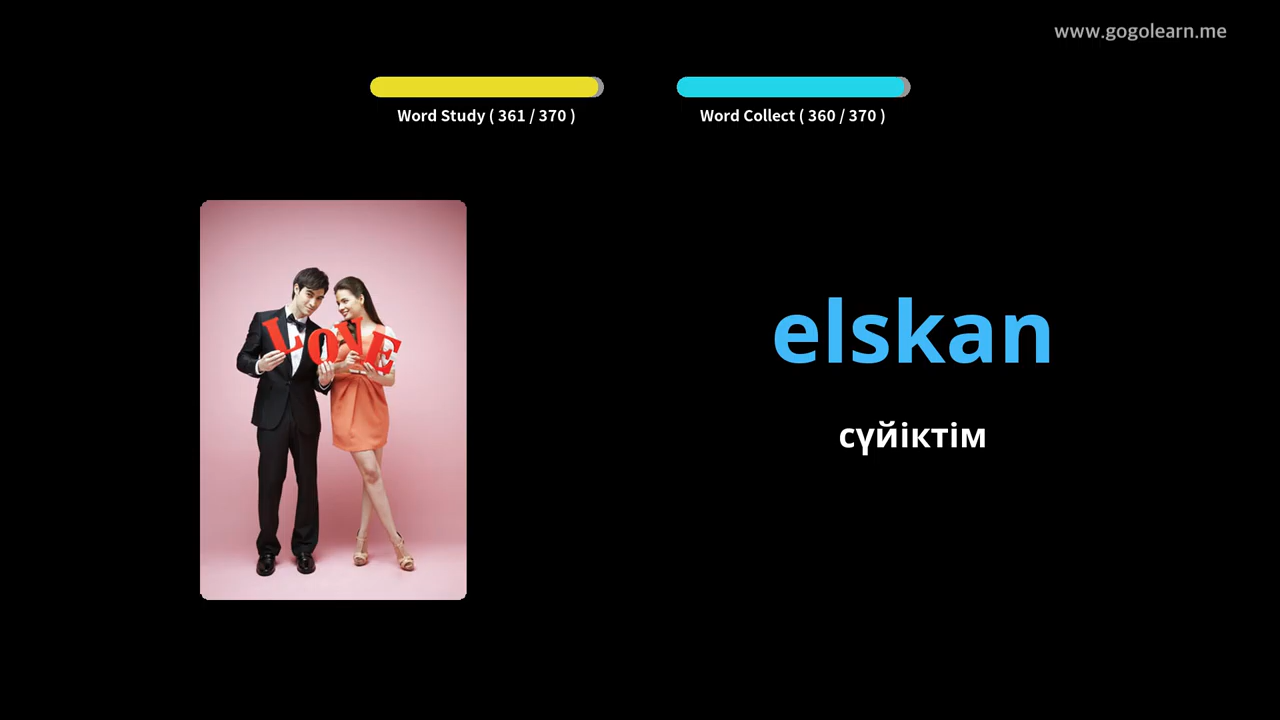 www.gogolearn.me
Word Study ( 361 / 370 )
Word Collect ( 360 / 370 )
LOVE
elskan
сүйіктім